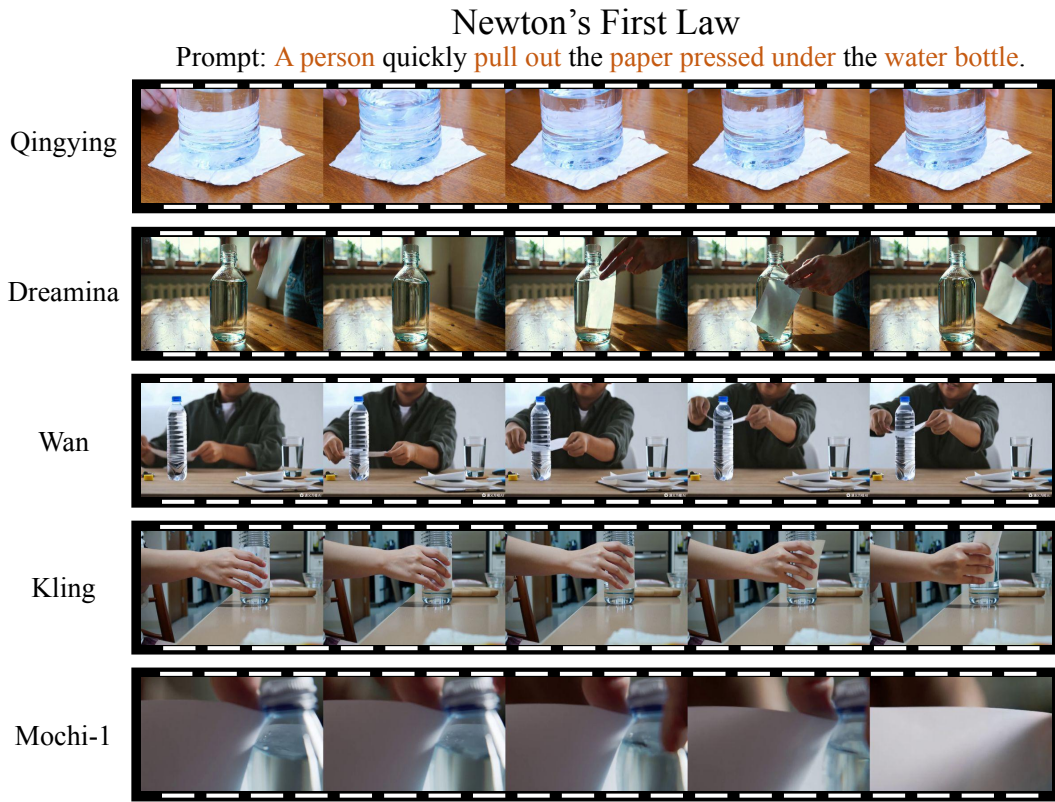 Newton's First Law
Prompt: A person quickly pull out the paper pressed under the water bottle.
Qingying
Dreamina
Wan
Kling
Mochi-1